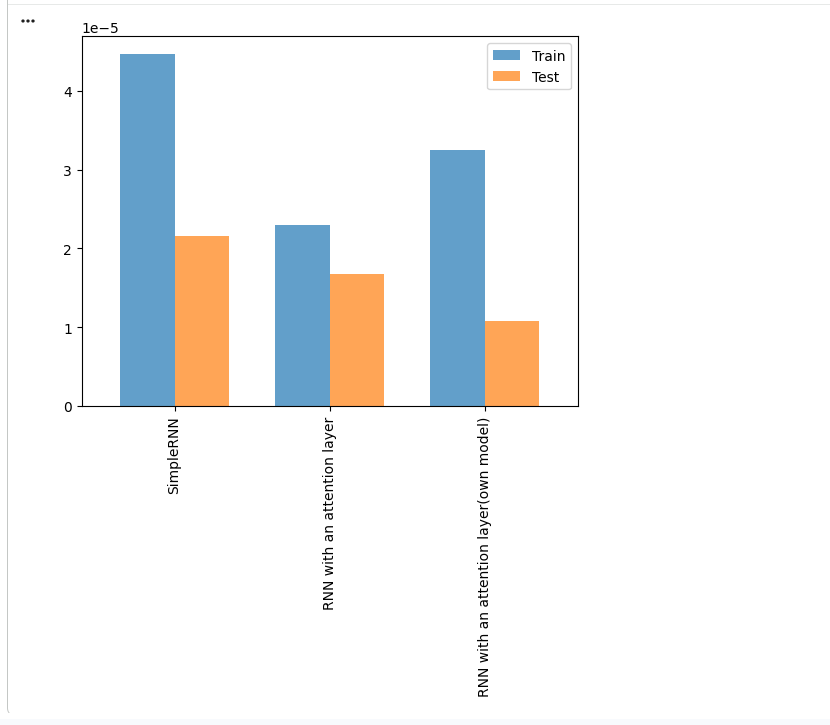 •••
1e−5
Train
Test
4
3
2
1
0
SimpleRNN
RNN with an attention layer
RNN with an attention layer(own model)